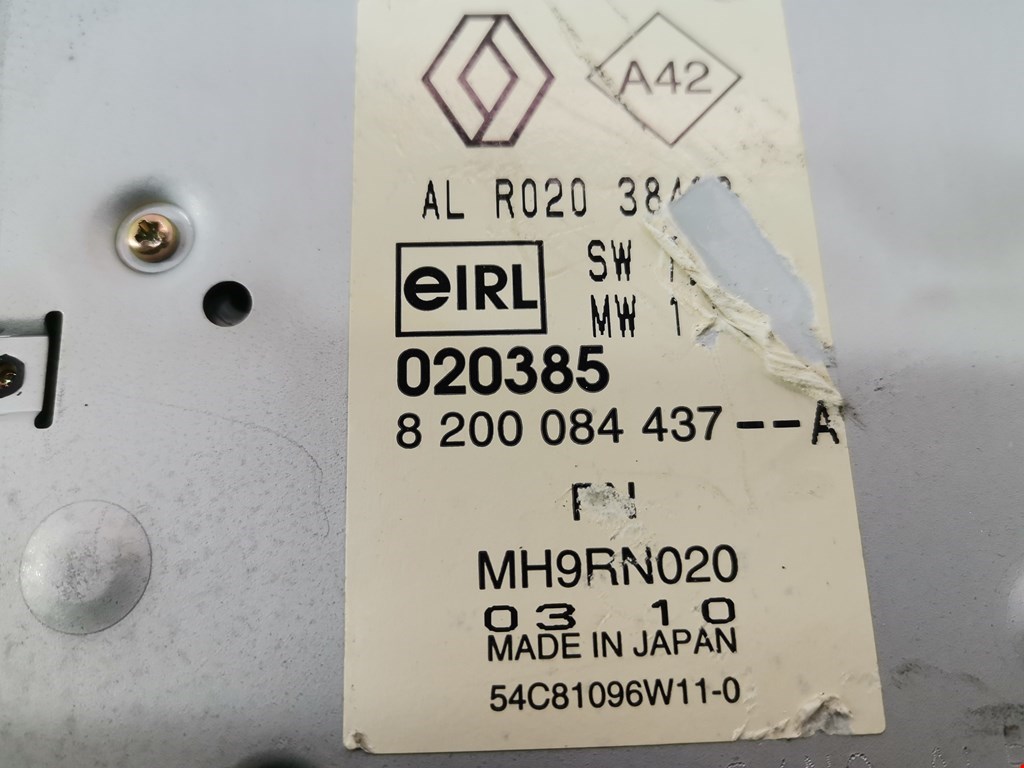 A42
AL R020
SW
MW 1
eIRL
020385
8 200 084 437 -- A
MH9RN020
03 10
MADE IN JAPAN
54C81096W11-0